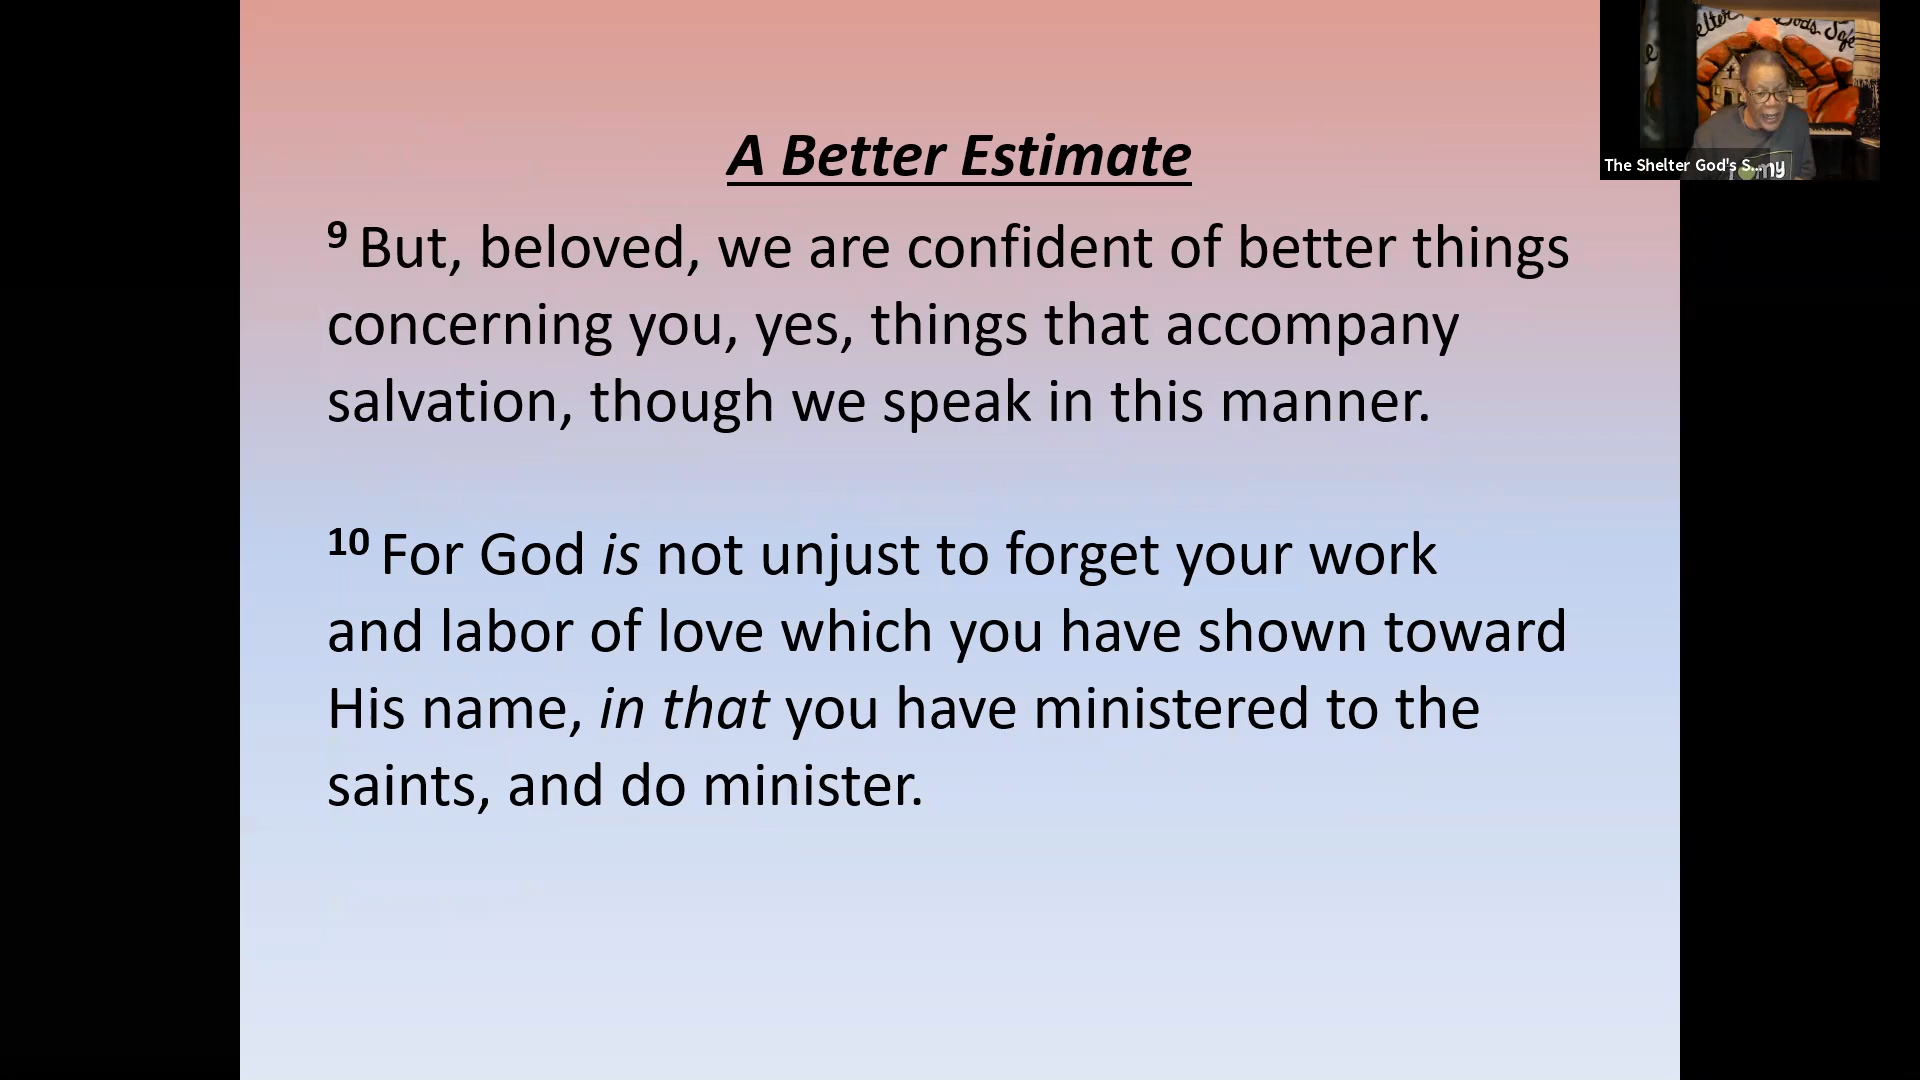 A Better Estimate
9 But, beloved, we are confident of better things
concerning you, yes, things that accompany
salvation, though we speak in this manner.
10 For God is not unjust to forget your work
and labor of love which you have shown toward
His name, in that you have ministered to the
saints, and do minister.
The Shelter God's S...